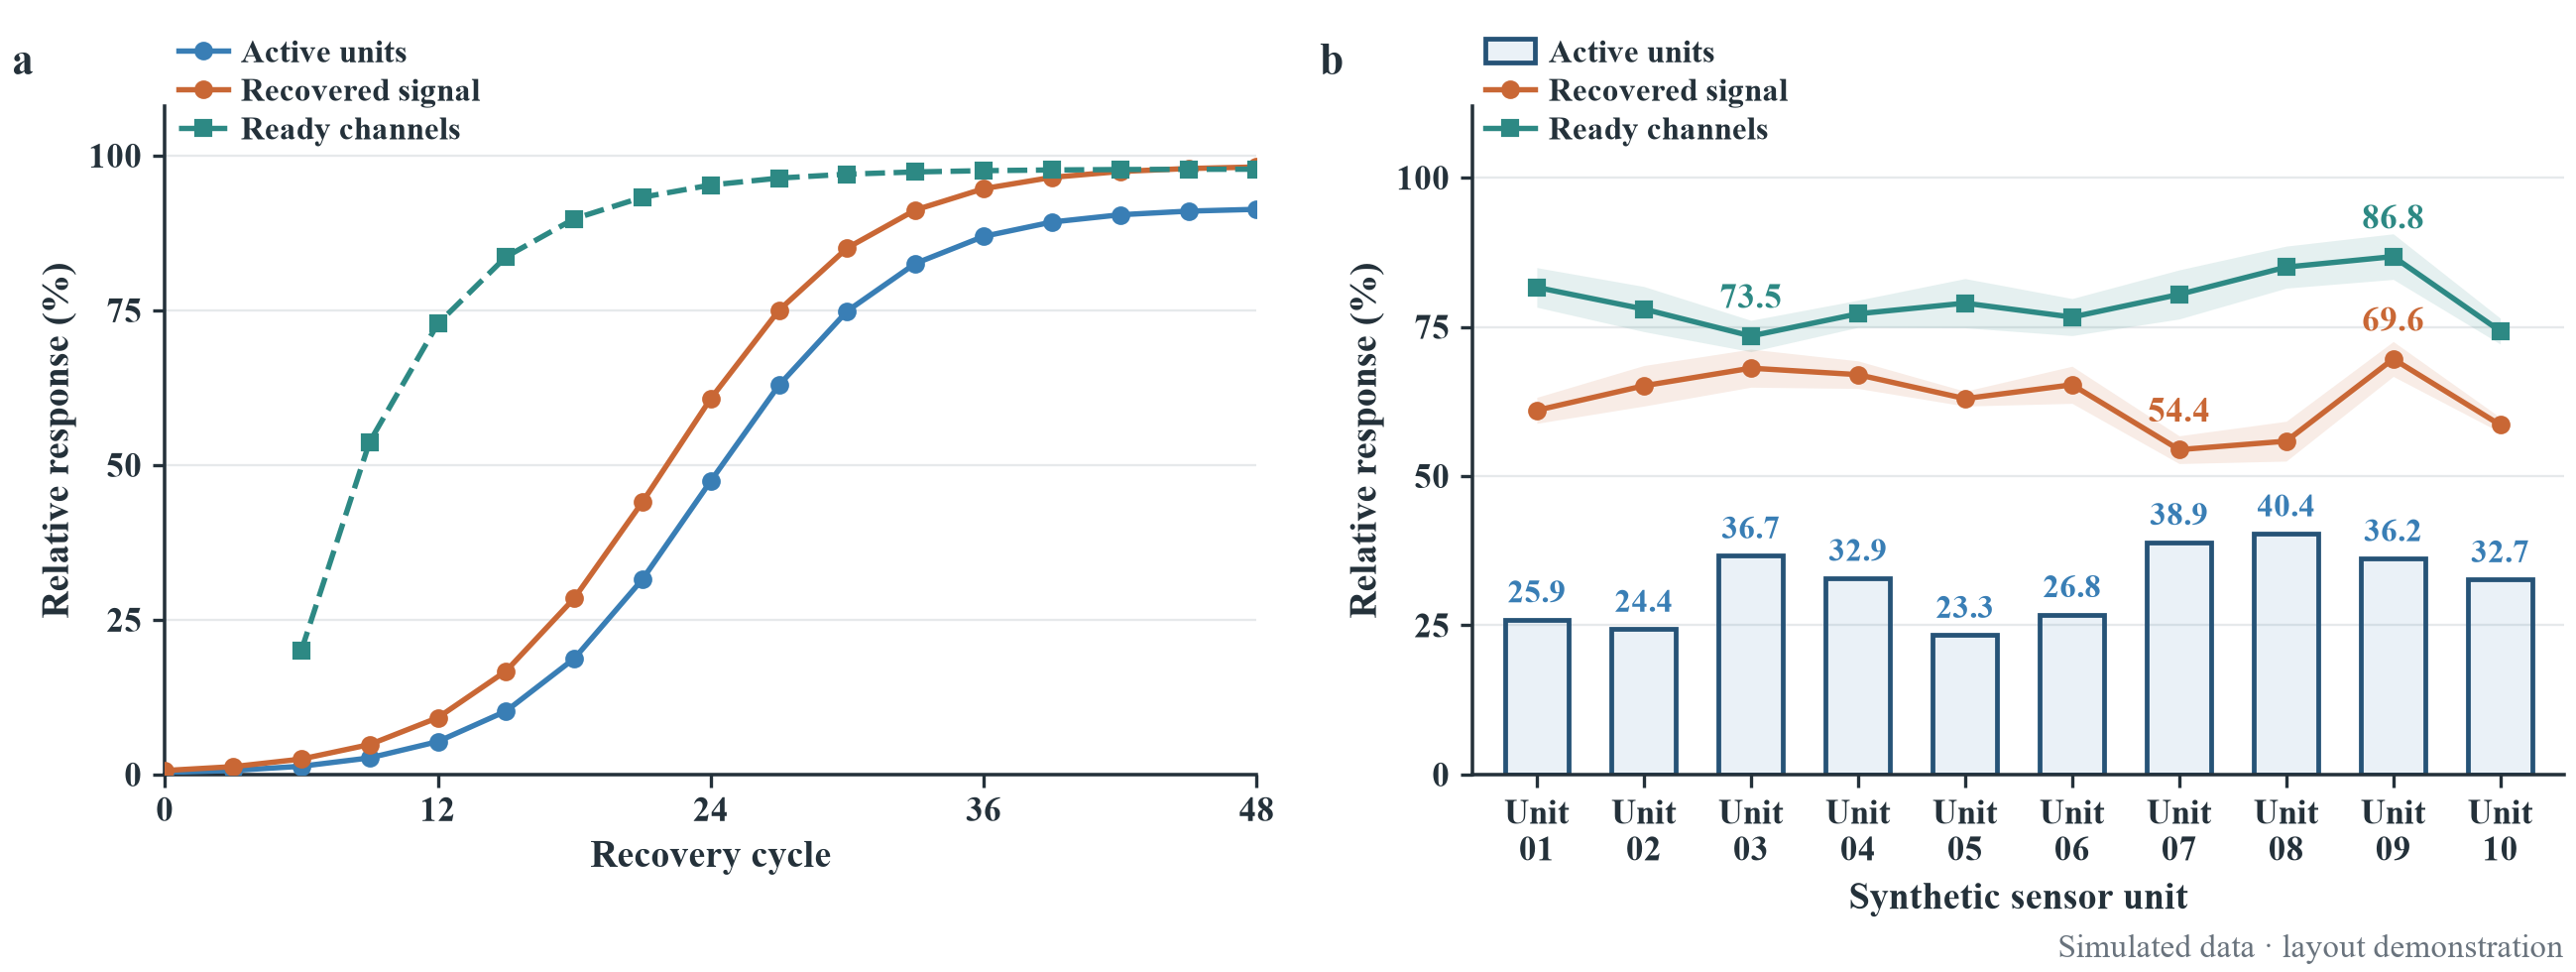 a
Active units
Recovered signal
Ready channels
Relative response (%)
100
75
50
25
0
0 12 24 36 48
Recovery cycle
b
Active units
Recovered signal
Ready channels
Relative response (%)
100
75
50
25
0
86.8
73.5
69.6
54.4
25.9 24.4 36.7 32.9 23.3 26.8 38.9 40.4 36.2 32.7
Unit Unit Unit Unit Unit Unit Unit Unit Unit Unit
01 02 03 04 05 06 07 08 09 10
Synthetic sensor unit
Simulated data · layout demonstration